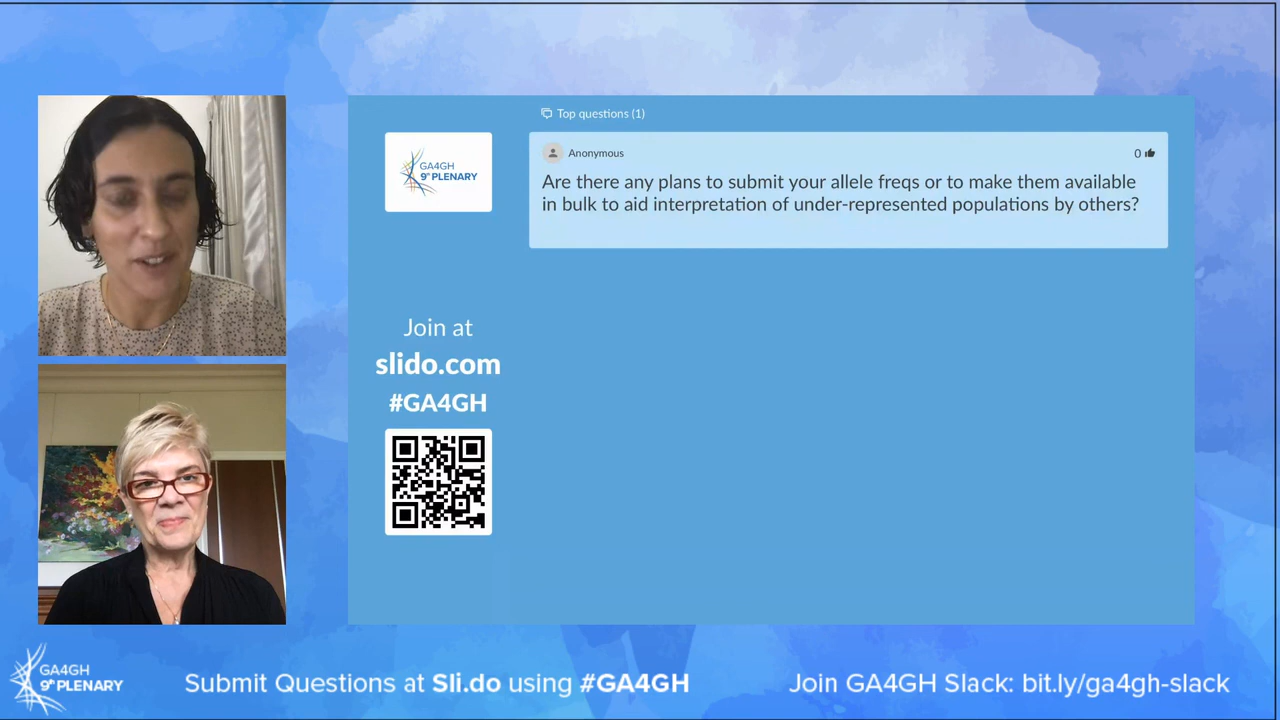 Top questions (1)
GA4GH
9th PLENARY
Anonymous
0
Are there any plans to submit your allele freqs or to make them available
in bulk to aid interpretation of under-represented populations by others?
Join at
slido.com
#GA4GH
GA4GH
9th PLENARY
Submit Questions at Sli.do using #GA4GH
Join GA4GH Slack: bit.ly/ga4gh-slack